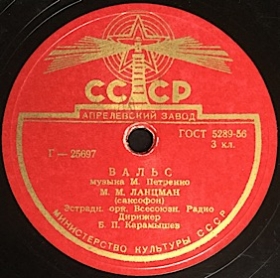 СССР
АПРЕЛЕВСКИЙ ЗАВОД
ГОСТ 5289-56
3 кл.
Г—25697
ВАЛЬС
музыка М. Петренко
М. М. ЛАНЦМАН
(саксофон)
Эстрадн. орк. Всесоюзн. Радио
Дирижер
Б. П. Карамышев
МИНИСТЕРСТВО КУЛЬТУРЫ СССР